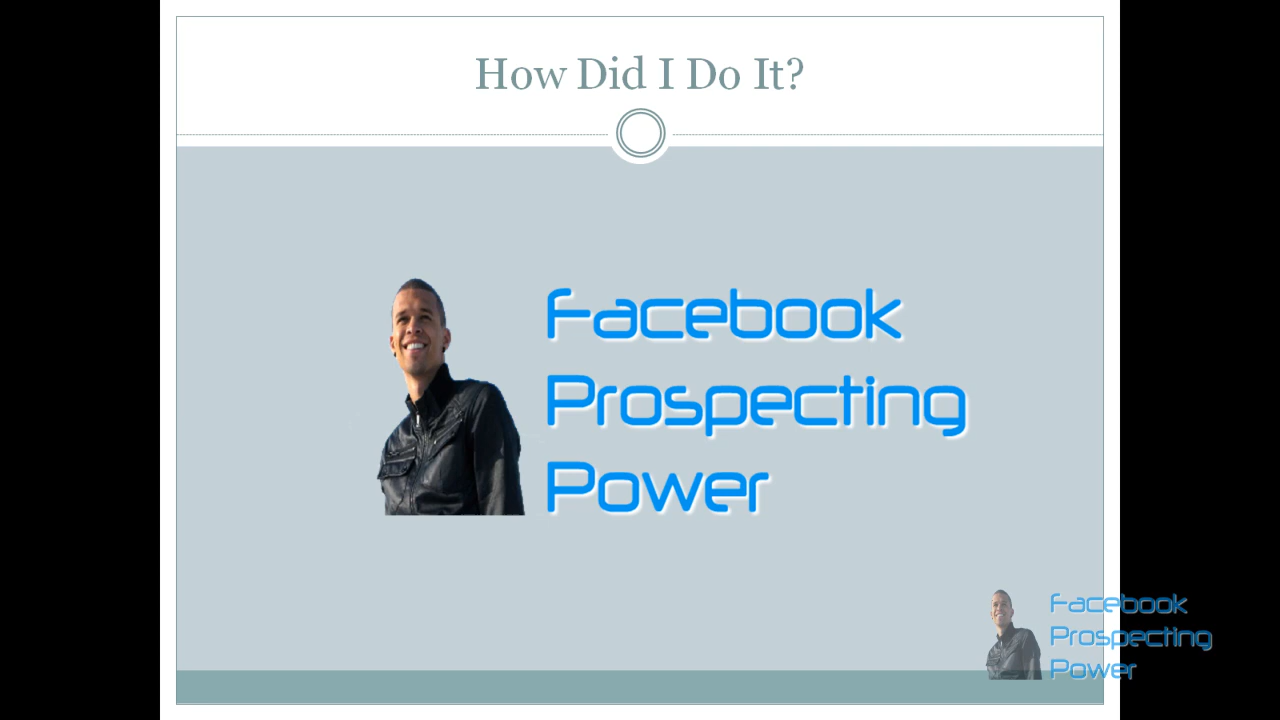 How Did I Do It?
Facebook
Prospecting
Power
Facebook
Prospecting
Power